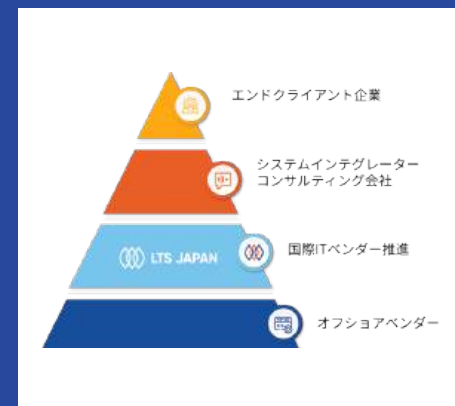 エンドクライアント企業
システムインテグレーター
コンサルティング会社
LTS JAPAN
国際ITベンダー推進
オフショアベンダー